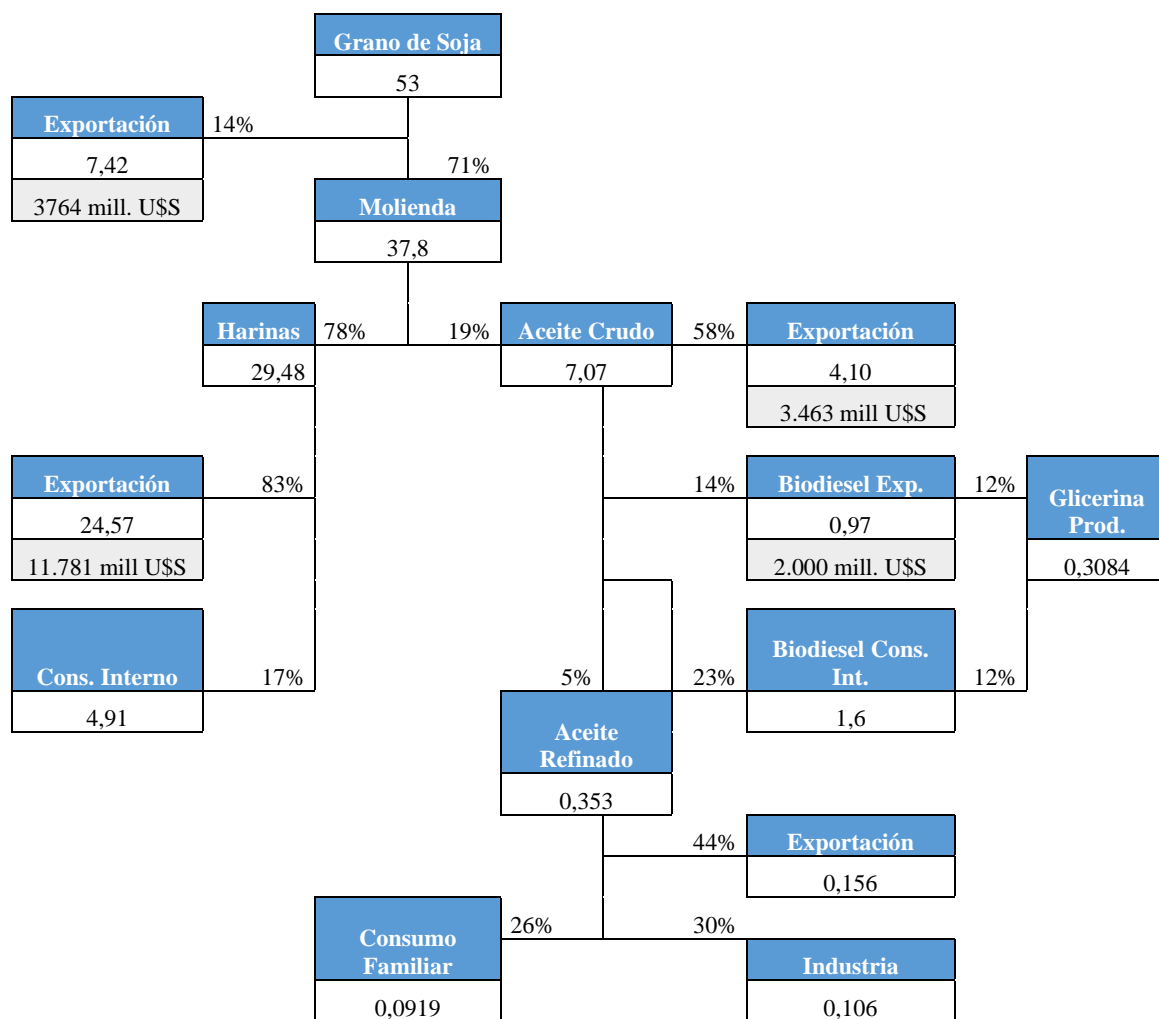 Grano de Soja
53
Exportación
14%
7,42
71%
3764 mill. U$S
Molienda
37,8
Harinas
78%
19%
Aceite Crudo
58%
Exportación
29,48
7,07
4,10
3.463 mill U$S
Exportación
83%
14%
Biodiesel Exp.
12%
Glicerina
Prod.
24,57
0,97
0,3084
11.781 mill U$S
2.000 mill. U$S
Cons. Interno
17%
5%
23%
Biodiesel Cons.
Int.
12%
4,91
1,6
Aceite
Refinado
0,353
44%
Exportación
0,156
Consumo
Familiar
26%
30%
Industria
0,0919
0,106